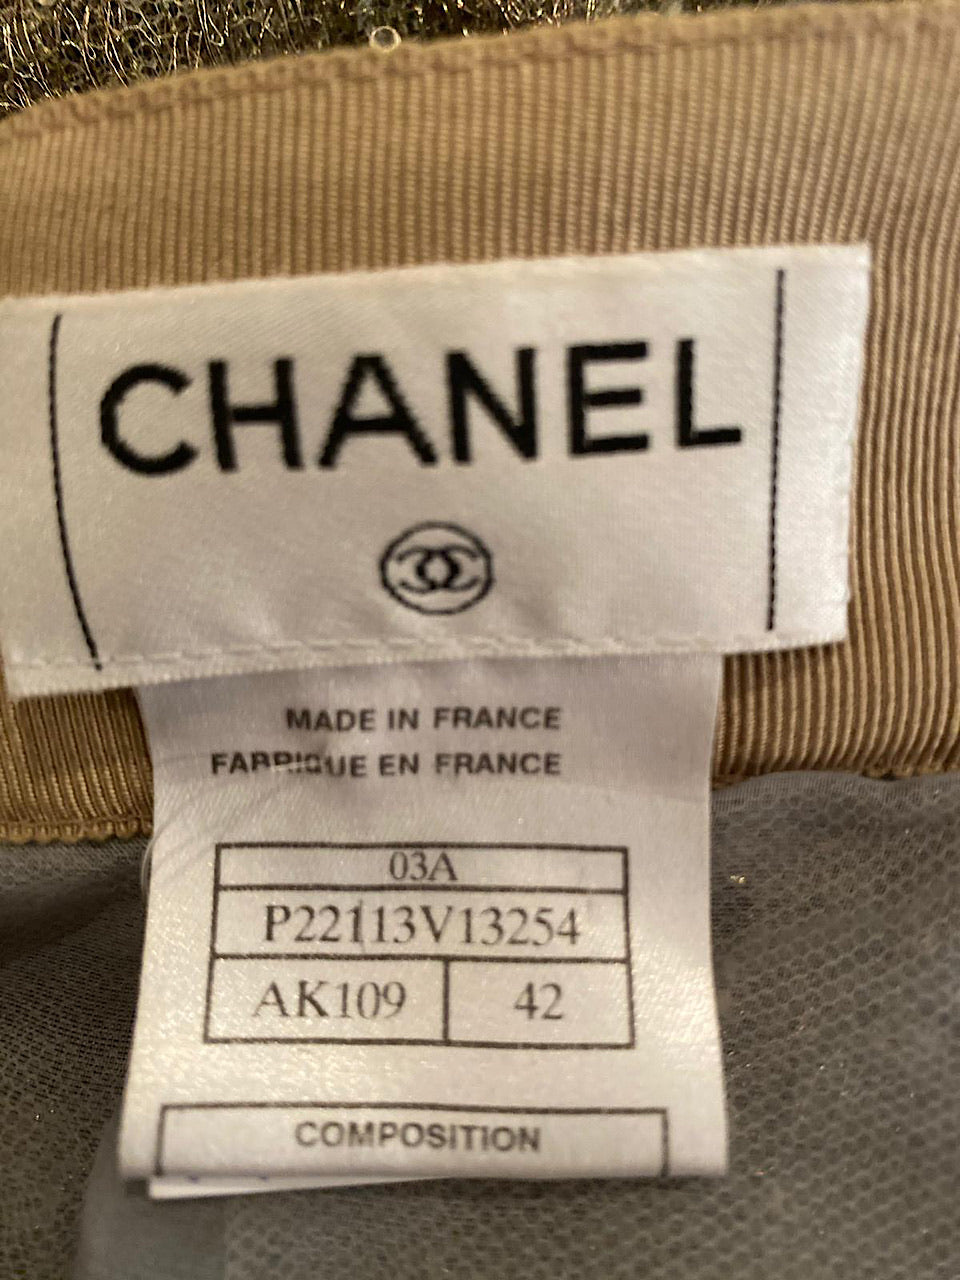 CHANEL
MADE IN FRANCE
FABRIQUE EN FRANCE
03A
P22113V13254
AK109 42
COMPOSITION